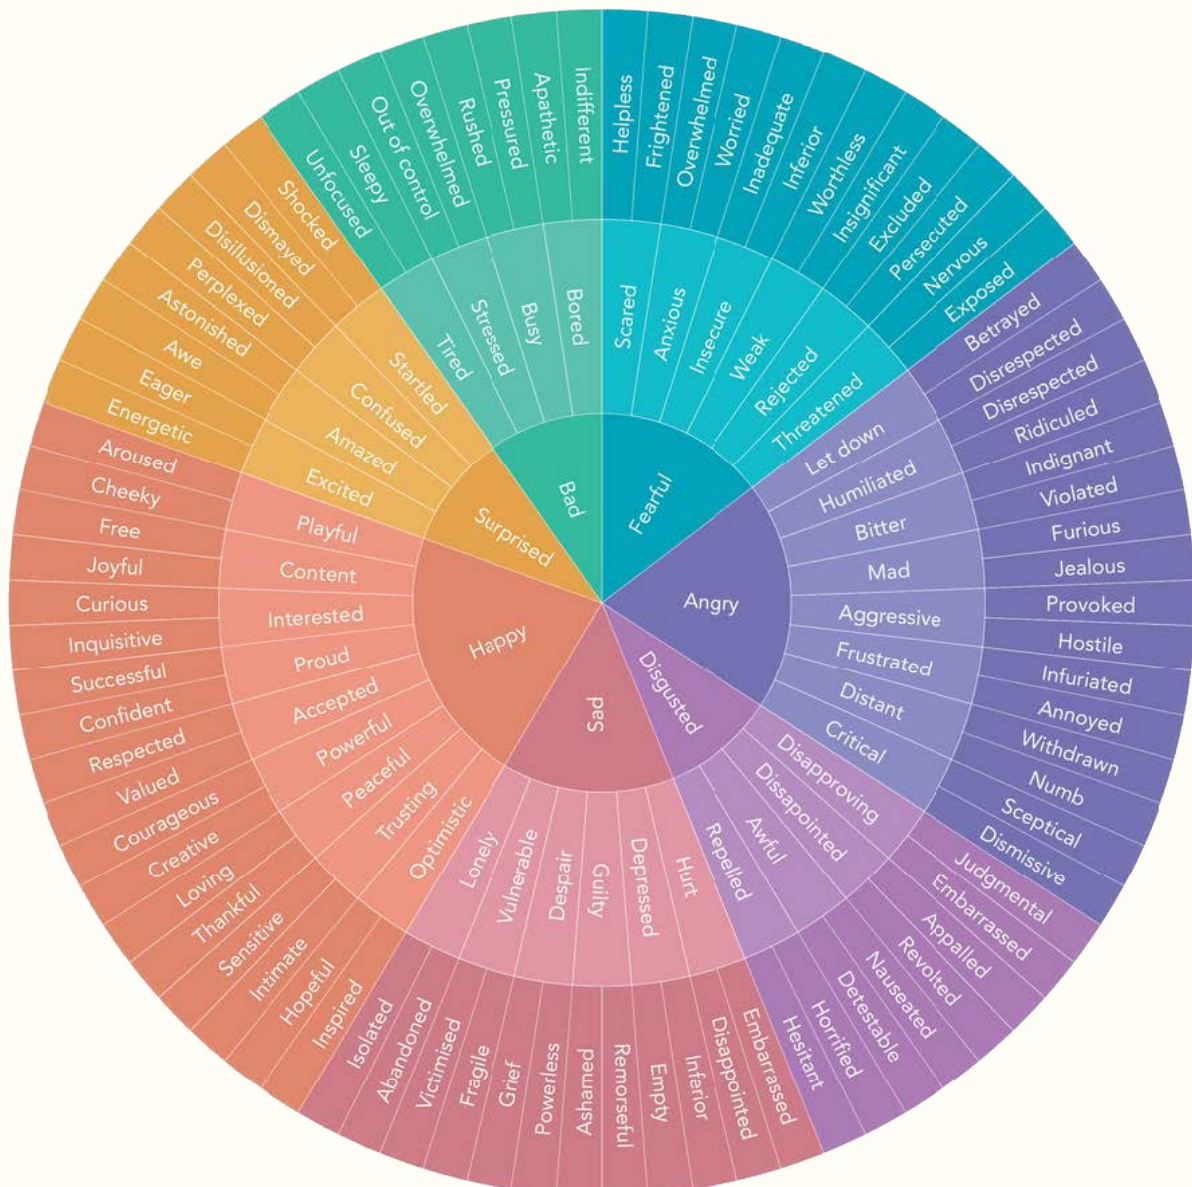 Fearful
Angry
Disgusted
Sad
Happy
Surprised
Bad
Scared
Anxious
Insecure
Weak
Rejected
Threatened
Let down
Humiliated
Bitter
Mad
Aggressive
Frustrated
Distant
Critical
Disapproving
Dissapointed
Awful
Repelled
Hurt
Depressed
Guilty
Despair
Vulnerable
Lonely
Optimistic
Trusting
Peaceful
Powerful
Accepted
Proud
Interested
Content
Playful
Excited
Amazed
Confused
Startled
Tired
Stressed
Busy
Bored
Helpless
Frightened
Overwhelmed
Worried
Inadequate
Inferior
Worthless
Insignificant
Excluded
Persecuted
Nervous
Exposed
Betrayed
Disrespected
Disrespected
Ridiculed
Indignant
Violated
Furious
Jealous
Provoked
Hostile
Infuriated
Annoyed
Withdrawn
Numb
Sceptical
Dismissive
Judgmental
Embarrassed
Appalled
Revolted
Nauseated
Detestable
Horrified
Hesitant
Embarrassed
Disappointed
Inferior
Empty
Remorseful
Ashamed
Powerless
Grief
Fragile
Victimised
Abandoned
Isolated
Inspired
Hopeful
Intimate
Sensitive
Thankful
Loving
Creative
Courageous
Valued
Respected
Confident
Successful
Inquisitive
Curious
Joyful
Free
Cheeky
Aroused
Energetic
Eager
Awe
Astonished
Perplexed
Disillusioned
Dismayed
Shocked
Unfocused
Sleepy
Out of control
Overwhelmed
Rushed
Pressured
Apathetic
Indifferent